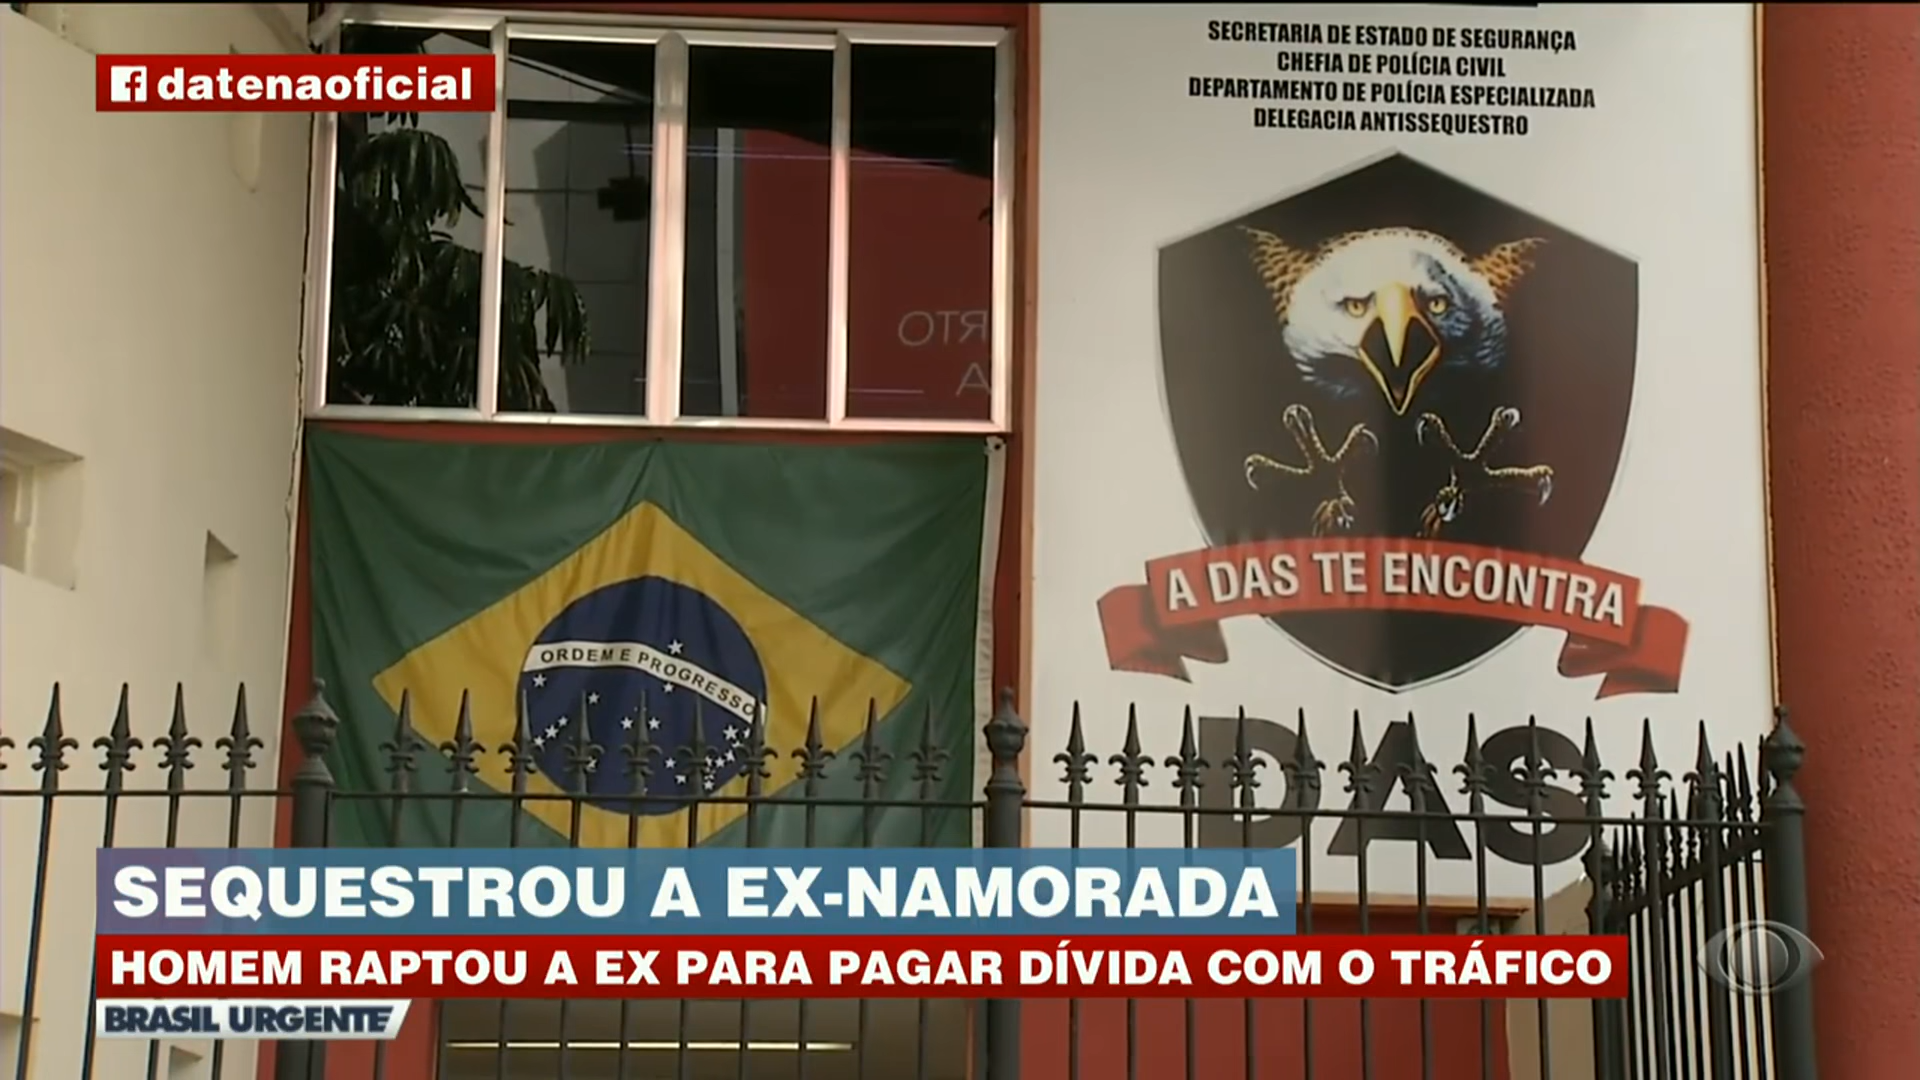 datenaoficial
SECRETARIA DE ESTADO DE SEGURANÇA
CHEFIA DE POLÍCIA CIVIL
DEPARTAMENTO DE POLÍCIA ESPECIALIZADA
DELEGACIA ANTISSEQUESTRO
A DAS TE ENCONTRA
ORDEM E PROGRESSO
DAS
SEQUESTROU A EX-NAMORADA
HOMEM RAPTOU A EX PARA PAGAR DÍVIDA COM O TRÁFICO
BRASIL URGENTE